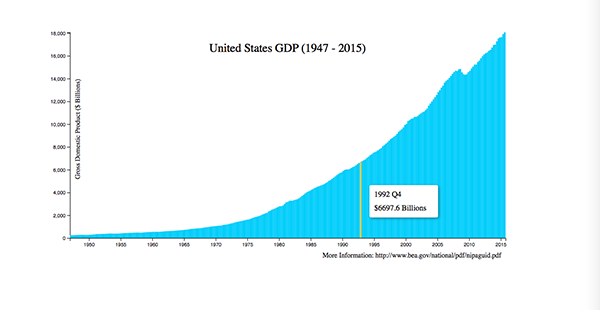 United States GDP (1947 - 2015)
Gross Domestic Product ($ Billions)
18,000
16,000
14,000
12,000
10,000
8,000
6,000
4,000
2,000
0
1992 Q4
$6697.6 Billions
1950 1955 1960 1965 1970 1975 1980 1985 1990 1995 2000 2005 2010 2015
More Information: http://www.bea.gov/national/pdf/nipaguid.pdf